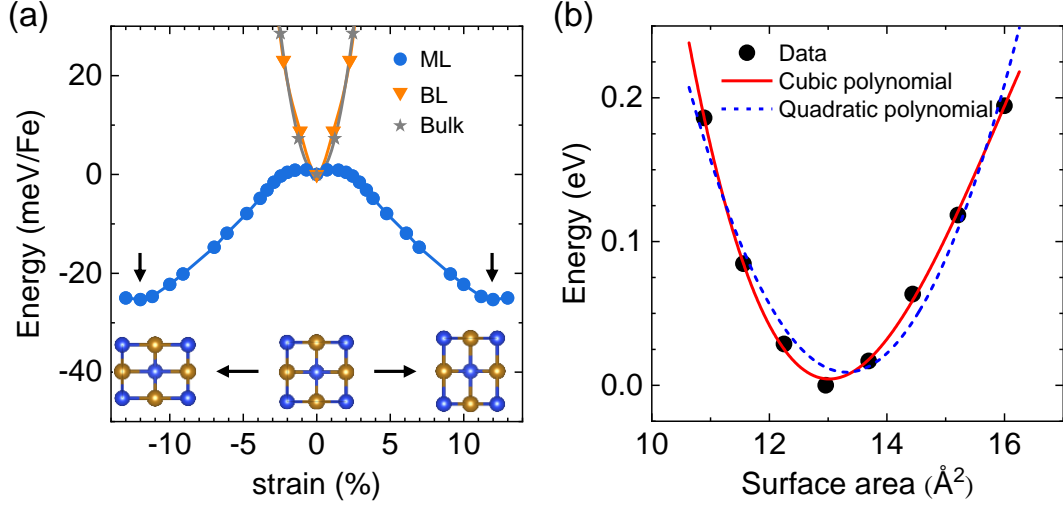 (a)
ML
BL
Bulk
20
0
-20
-40
Energy (meV/Fe)
-10
-5
0
5
10
strain (%)
(b)
Data
Cubic polynomial
Quadratic polynomial
0.2
0.1
0.0
Energy (eV)
10
12
14
16
Surface area (Å²)